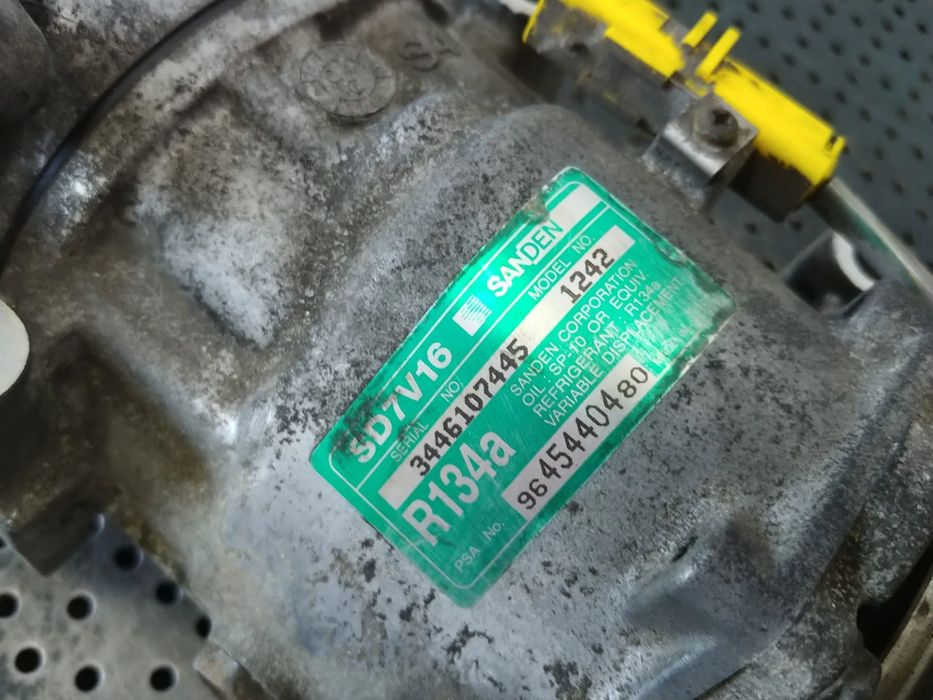 SANDEN
SD7V16
MODEL NO.
1242
SERIAL NO.
3446107445
SANDEN CORPORATION
OIL : SP-10 OR EQUIV.
REFRIGERANT : R134a
VARIABLE DISPLACEMENT
R134a
PSA No.
9645440480